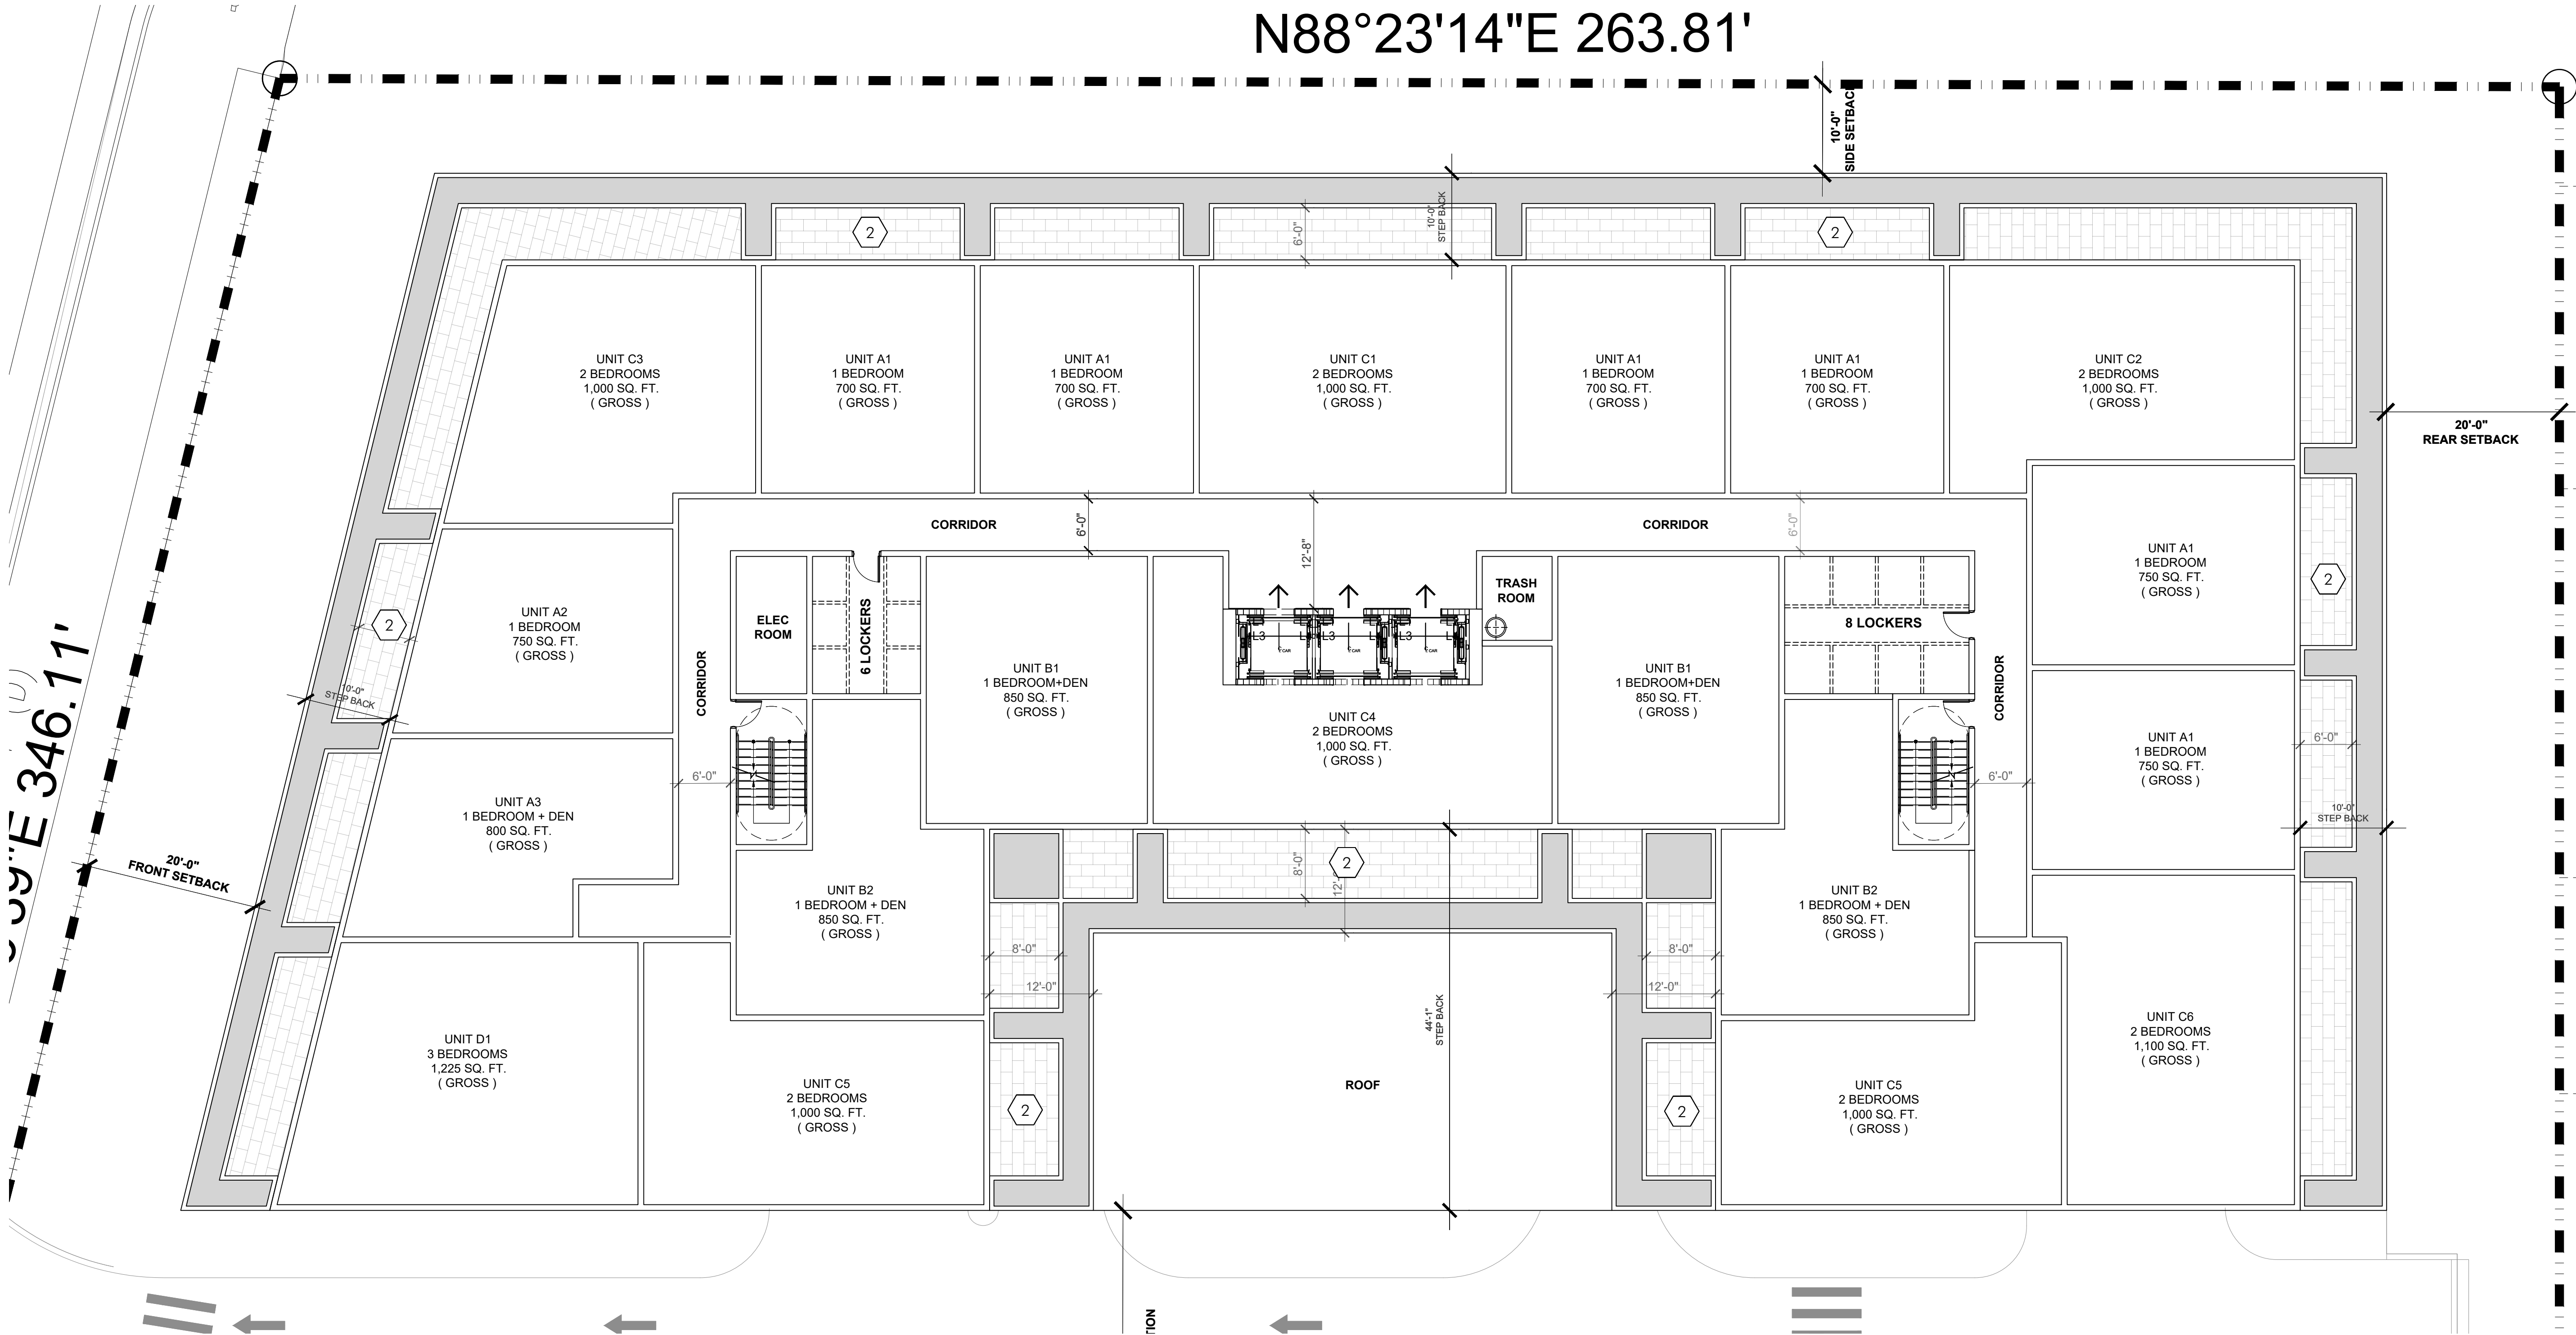 N88°23'14"E 263.81'
10'-0"
SIDE SETBACK
10'-0"
STEP BACK
6'-0"
2
2
UNIT C3
2 BEDROOMS
1,000 SQ. FT.
( GROSS )
UNIT A1
1 BEDROOM
700 SQ. FT.
( GROSS )
UNIT A1
1 BEDROOM
700 SQ. FT.
( GROSS )
UNIT C1
2 BEDROOMS
1,000 SQ. FT.
( GROSS )
UNIT A1
1 BEDROOM
700 SQ. FT.
( GROSS )
UNIT A1
1 BEDROOM
700 SQ. FT.
( GROSS )
UNIT C2
2 BEDROOMS
1,000 SQ. FT.
( GROSS )
20'-0"
REAR SETBACK
CORRIDOR
6'-0"
12'-8"
CORRIDOR
6'-0"
UNIT A2
1 BEDROOM
750 SQ. FT.
( GROSS )
2
10'-0"
STEP BACK
ELEC
ROOM
6 LOCKERS
CORRIDOR
UNIT B1
1 BEDROOM+DEN
850 SQ. FT.
( GROSS )
L3
L3
L3
CAR
CAR
CAR
TRASH
ROOM
UNIT C4
2 BEDROOMS
1,000 SQ. FT.
( GROSS )
UNIT B1
1 BEDROOM+DEN
850 SQ. FT.
( GROSS )
8 LOCKERS
CORRIDOR
UNIT A1
1 BEDROOM
750 SQ. FT.
( GROSS )
2
UNIT A1
1 BEDROOM
750 SQ. FT.
( GROSS )
6'-0"
10'-0"
STEP BACK
346.11'
6'-0"
6'-0"
UNIT A3
1 BEDROOM + DEN
800 SQ. FT.
( GROSS )
20'-0"
FRONT SETBACK
UNIT B2
1 BEDROOM + DEN
850 SQ. FT.
( GROSS )
8'-0"
2
UNIT B2
1 BEDROOM + DEN
850 SQ. FT.
( GROSS )
8'-0"
12'-0"
8'-0"
12'-0"
44'-1"
STEP BACK
UNIT D1
3 BEDROOMS
1,225 SQ. FT.
( GROSS )
UNIT C5
2 BEDROOMS
1,000 SQ. FT.
( GROSS )
2
ROOF
2
UNIT C5
2 BEDROOMS
1,000 SQ. FT.
( GROSS )
UNIT C6
2 BEDROOMS
1,100 SQ. FT.
( GROSS )